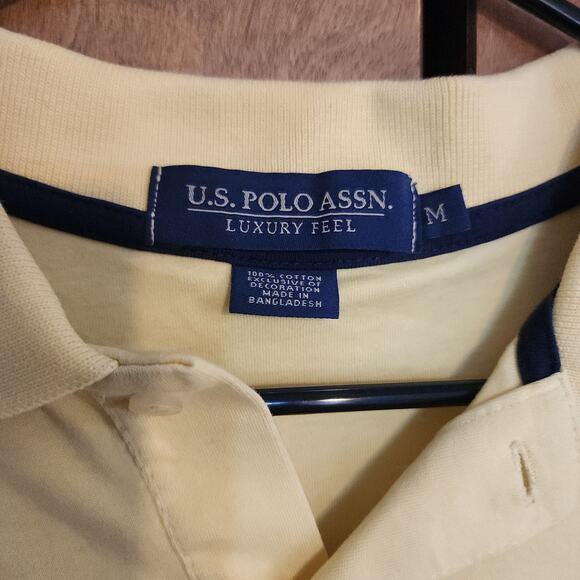 U.S. POLO ASSN.
LUXURY FEEL
M
100% COTTON
EXCLUSIVE OF
DECORATION
MADE IN
BANGLADESH